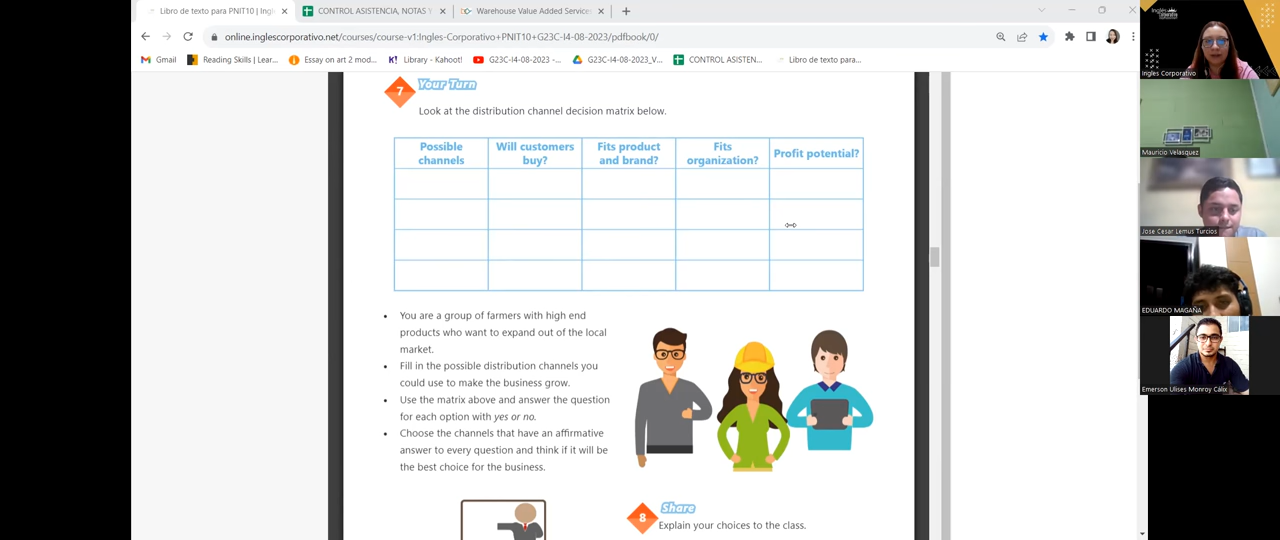 Libro de texto para PNIT10 | Ingl
CONTROL ASISTENCIA, NOTAS Y
Warehouse Value Added Service
online.inglescorporativo.net/courses/course-v1:Ingles-Corporativo+PNIT10+G23C-I4-08-2023/pdfbook/0/
Gmail
Reading Skills | Lear...
Essay on art 2 mod...
Library - Kahoot!
G23C-I4-08-2023 -...
G23C-I4-08-2023_V...
CONTROL ASISTEN...
Libro de texto para...
7 Your Turn
Look at the distribution channel decision matrix below.
Possible channels
Will customers buy?
Fits product and brand?
Fits organization?
Profit potential?
• You are a group of farmers with high end
products who want to expand out of the local
market.
• Fill in the possible distribution channels you
could use to make the business grow.
• Use the matrix above and answer the question
for each option with yes or no.
• Choose the channels that have an affirmative
answer to every question and think if it will be
the best choice for the business.
8 Share
Explain your choices to the class.
Ingles Corporativo
Mauricio Velasquez
Jose Cesar Lemus Turcios
EDUARDO MAGAÑA
Emerson Ulises Monroy Cálix